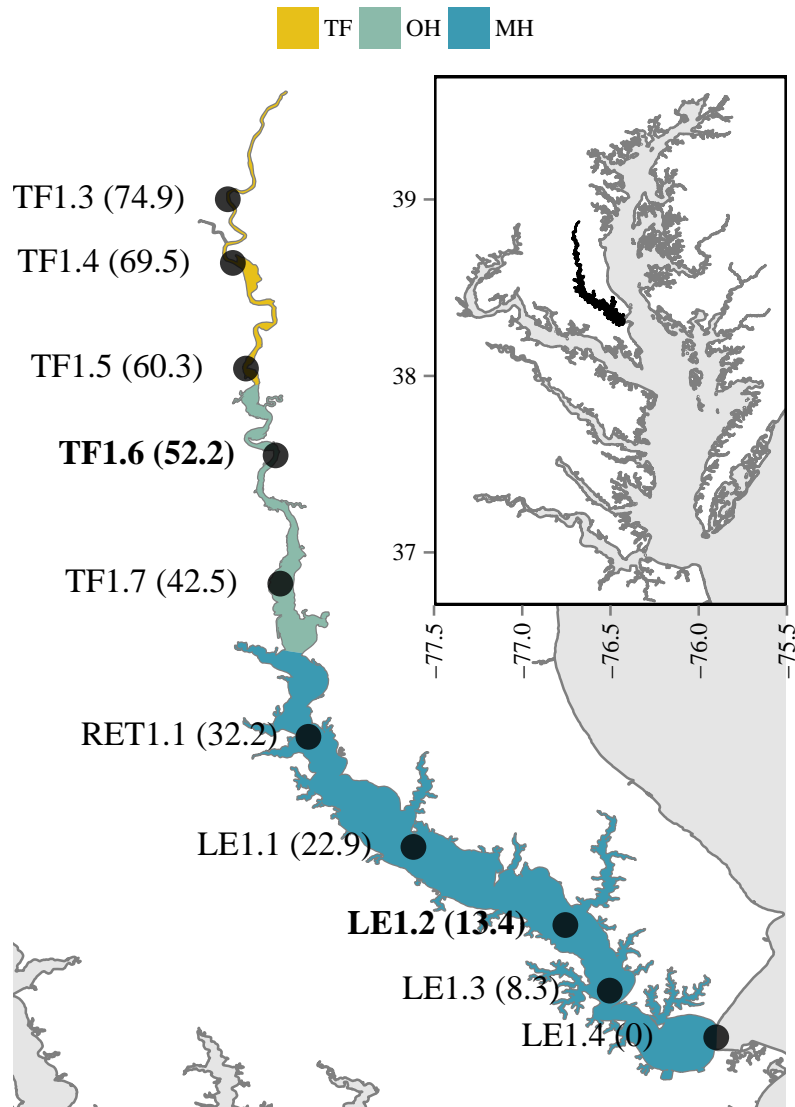 TF OH MH
TF1.3 (74.9)
TF1.4 (69.5)
TF1.5 (60.3)
TF1.6 (52.2)
TF1.7 (42.5)
RET1.1 (32.2)
LE1.1 (22.9)
LE1.2 (13.4)
LE1.3 (8.3)
LE1.4 (0)
39
38
37
−77.5
−77.0
−76.5
−76.0
−75.5